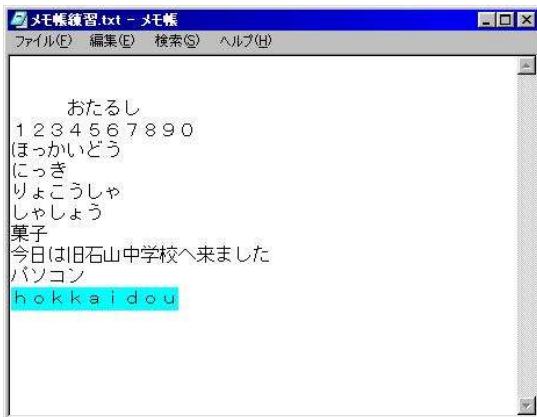 メモ帳練習.txt - メモ帳
ファイル(F) 編集(E) 検索(S) ヘルプ(H)
おたるし
１２３４５６７８９０
ほっかいどう
にっき
りょこうしゃ
しゃしょう
菓子
今日は旧石山中学校へ来ました
パソコン
ｈｏｋｋａｉｄｏｕ